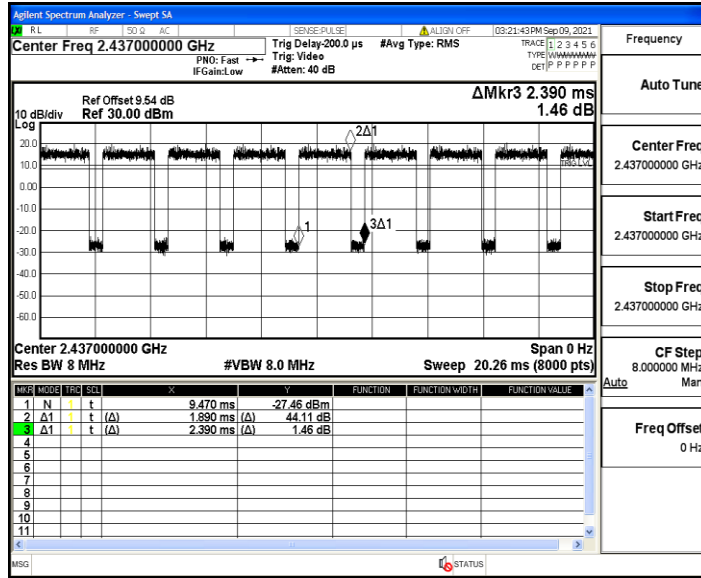 Agilent Spectrum Analyzer - Swept SA
RL RF 50 Ω AC SENSE:PULSE ALIGN OFF 03:21:43 PM Sep 09, 2021
Center Freq 2.437000000 GHz
PNO: Fast
IFGain:Low
Trig Delay-200.0 µs
Trig: Video
#Atten: 40 dB
#Avg Type: RMS
TRACE 1 2 3 4 5 6
TYPE
DET P P P P P P
ΔMkr3 2.390 ms
1.46 dB
10 dB/div
Log
Ref Offset 9.54 dB
Ref 30.00 dBm
20.0
10.0
0.00
-10.0
-20.0
-30.0
-40.0
-50.0
-60.0
2Δ1
TRIG LVL
1
3Δ1
Center 2.437000000 GHz
Span 0 Hz
Res BW 8 MHz
#VBW 8.0 MHz
Sweep 20.26 ms (8000 pts)
MKR MODE TRC SCL X Y FUNCTION FUNCTION WIDTH FUNCTION VALUE
1 N 1 t 9.470 ms -27.46 dBm
2 Δ1 1 t (Δ) 1.890 ms (Δ) 44.11 dB
3 Δ1 1 t (Δ) 2.390 ms (Δ) 1.46 dB
4
5
6
7
8
9
10
11
MSG
STATUS
Frequency
Auto Tune
Center Freq
2.437000000 GHz
Start Freq
2.437000000 GHz
Stop Freq
2.437000000 GHz
CF Step
8.000000 MHz
Auto Man
Freq Offset
0 Hz